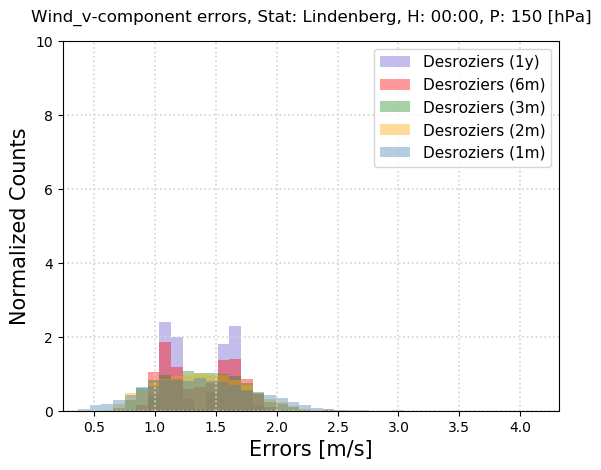 Wind_v-component errors, Stat: Lindenberg, H: 00:00, P: 150 [hPa]
10
8
6
4
2
0
Normalized Counts
Desroziers (1y)
Desroziers (6m)
Desroziers (3m)
Desroziers (2m)
Desroziers (1m)
0.5 1.0 1.5 2.0 2.5 3.0 3.5 4.0
Errors [m/s]